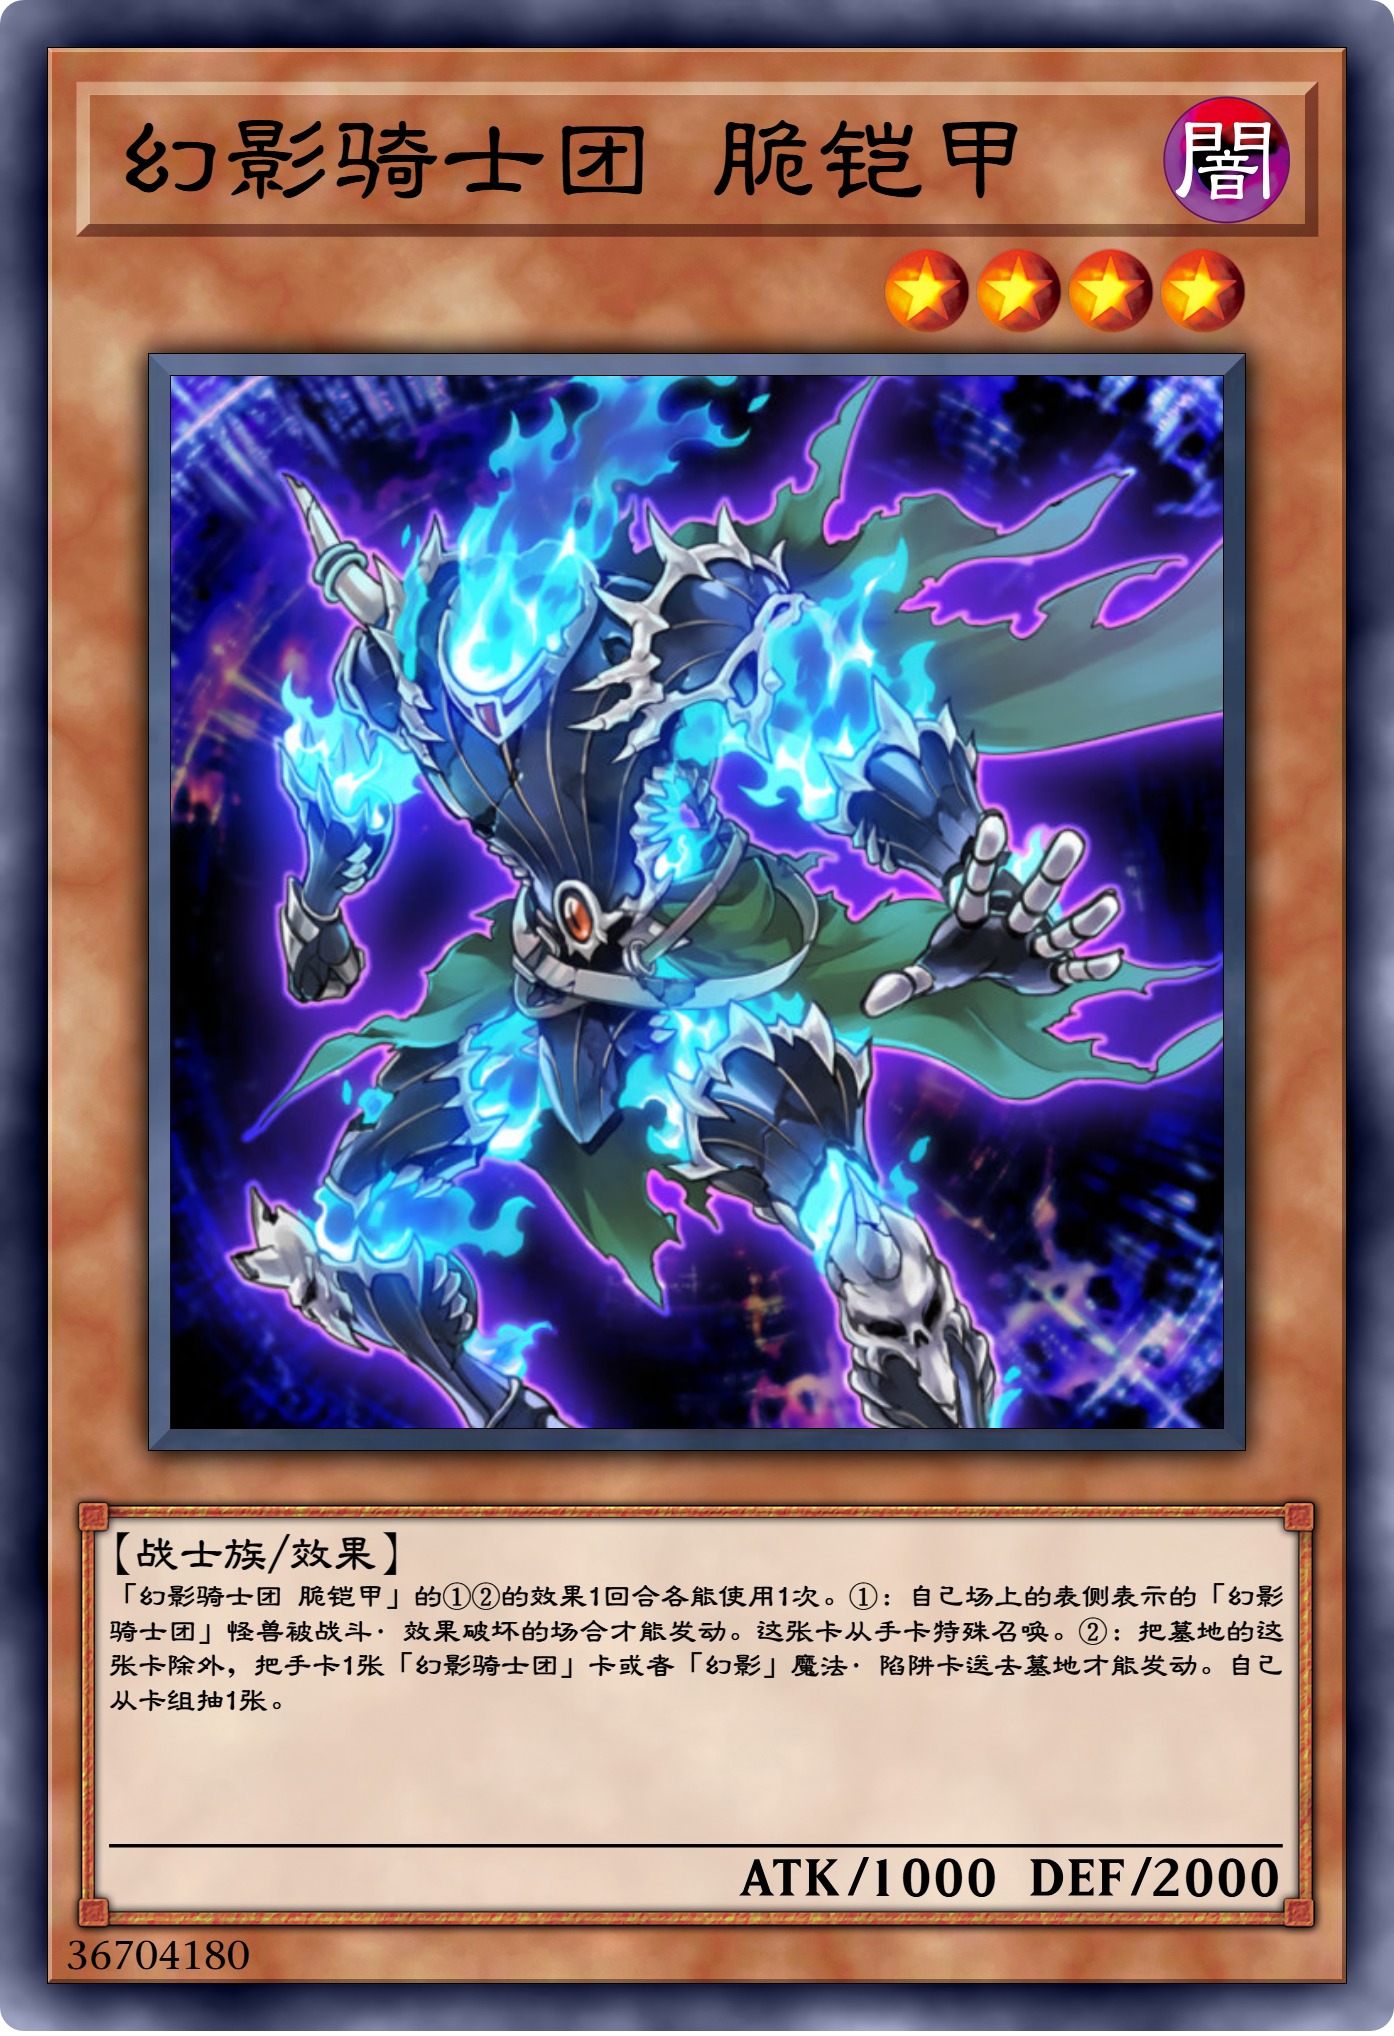 幻影骑士团 脆铠甲
闇
【战士族/效果】
「幻影骑士团 脆铠甲」的①②的效果1回合各能使用1次。①：自己场上的表侧表示的「幻影
骑士团」怪兽被战斗·效果破坏的场合才能发动。这张卡从手卡特殊召唤。②：把墓地的这
张卡除外，把手卡1张「幻影骑士团」卡或者「幻影」魔法·陷阱卡送去墓地才能发动。自己
从卡组抽1张。
ATK/1000 DEF/2000
36704180